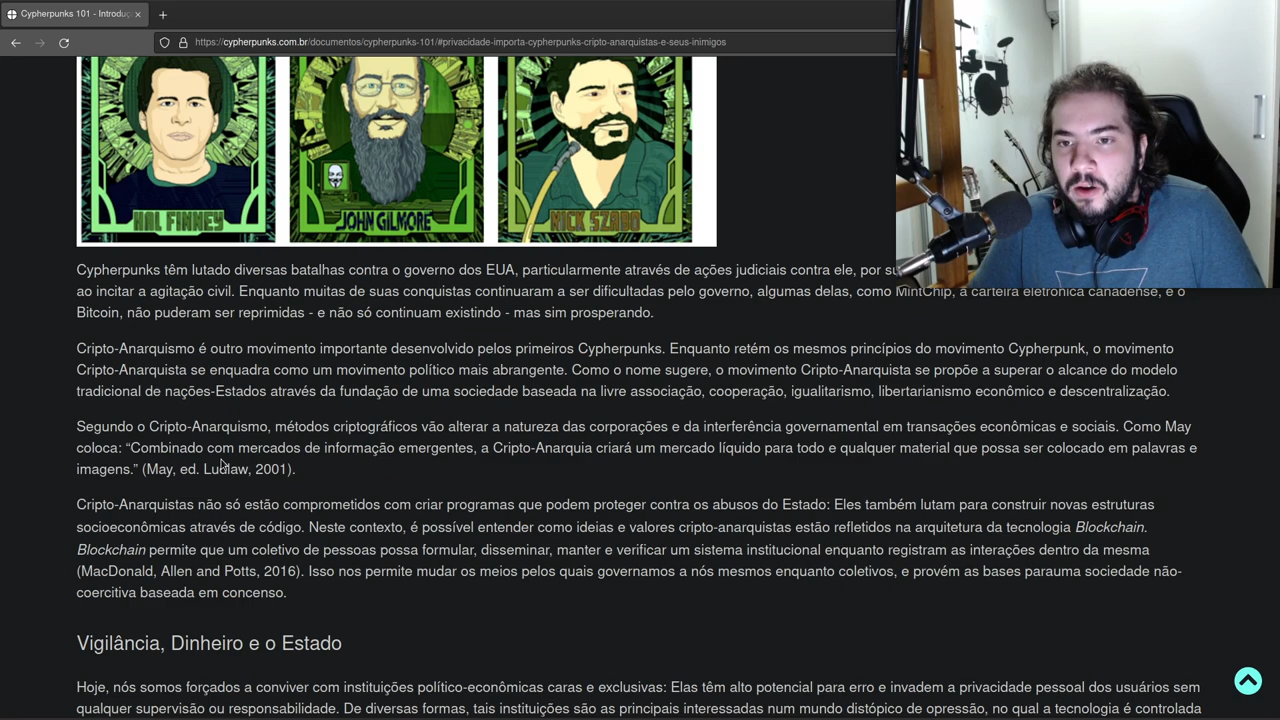 Cypherpunks 101 - Introduç
https://cypherpunks.com.br/documentos/cypherpunks-101/#privacidade-importa-cypherpunks-cripto-anarquistas-e-seus-inimigos
HAL FINNEY
JOHN GILMORE
NICK SZABO
Cypherpunks têm lutado diversas batalhas contra o governo dos EUA, particularmente através de ações judiciais contra ele, por
ao incitar a agitação civil. Enquanto muitas de suas conquistas continuaram a ser dificultadas pelo governo, algumas delas, como MintChip, a carteira eletrônica canadense, e o
Bitcoin, não puderam ser reprimidas - e não só continuam existindo - mas sim prosperando.
Cripto-Anarquismo é outro movimento importante desenvolvido pelos primeiros Cypherpunks. Enquanto retém os mesmos princípios do movimento Cypherpunk, o movimento
Cripto-Anarquista se enquadra como um movimento político mais abrangente. Como o nome sugere, o movimento Cripto-Anarquista se propõe a superar o alcance do modelo
tradicional de nações-Estados através da fundação de uma sociedade baseada na livre associação, cooperação, igualitarismo, libertarianismo econômico e descentralização.
Segundo o Cripto-Anarquismo, métodos criptográficos vão alterar a natureza das corporações e da interferência governamental em transações econômicas e sociais. Como May
coloca: “Combinado com mercados de informação emergentes, a Cripto-Anarquia criará um mercado líquido para todo e qualquer material que possa ser colocado em palavras e
imagens.” (May, ed. Ludlaw, 2001).
Cripto-Anarquistas não só estão comprometidos com criar programas que podem proteger contra os abusos do Estado: Eles também lutam para construir novas estruturas
socioeconômicas através de código. Neste contexto, é possível entender como ideias e valores cripto-anarquistas estão refletidos na arquitetura da tecnologia Blockchain.
Blockchain permite que um coletivo de pessoas possa formular, disseminar, manter e verificar um sistema institucional enquanto registram as interações dentro da mesma
(MacDonald, Allen and Potts, 2016). Isso nos permite mudar os meios pelos quais governamos a nós mesmos enquanto coletivos, e provém as bases parauma sociedade não-
coercitiva baseada em concenso.
Vigilância, Dinheiro e o Estado
Hoje, nós somos forçados a conviver com instituições político-econômicas caras e exclusivas: Elas têm alto potencial para erro e invadem a privacidade pessoal dos usuários sem
qualquer supervisão ou responsabilidade. De diversas formas, tais instituições são as principais interessadas num mundo distópico de opressão, no qual a tecnologia é controlada